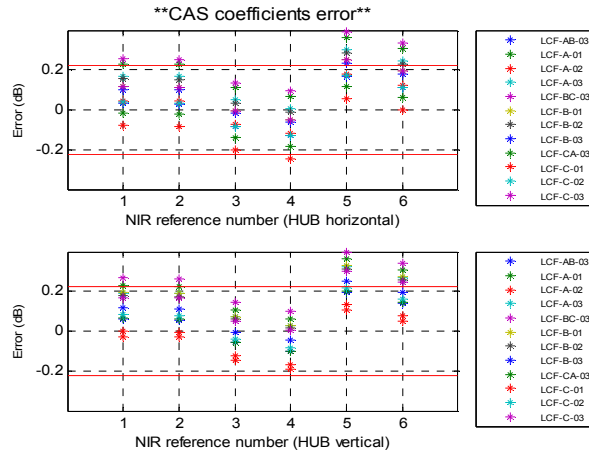 **CAS coefficients error**
Error (dB)
0.2
0
-0.2
1 2 3 4 5 6
NIR reference number (HUB horizontal)
LCF-AB-03
LCF-A-01
LCF-A-02
LCF-A-03
LCF-BC-03
LCF-B-01
LCF-B-02
LCF-B-03
LCF-CA-03
LCF-C-01
LCF-C-02
LCF-C-03
Error (dB)
0.2
0
-0.2
1 2 3 4 5 6
NIR reference number (HUB vertical)
LCF-AB-03
LCF-A-01
LCF-A-02
LCF-A-03
LCF-BC-03
LCF-B-01
LCF-B-02
LCF-B-03
LCF-CA-03
LCF-C-01
LCF-C-02
LCF-C-03